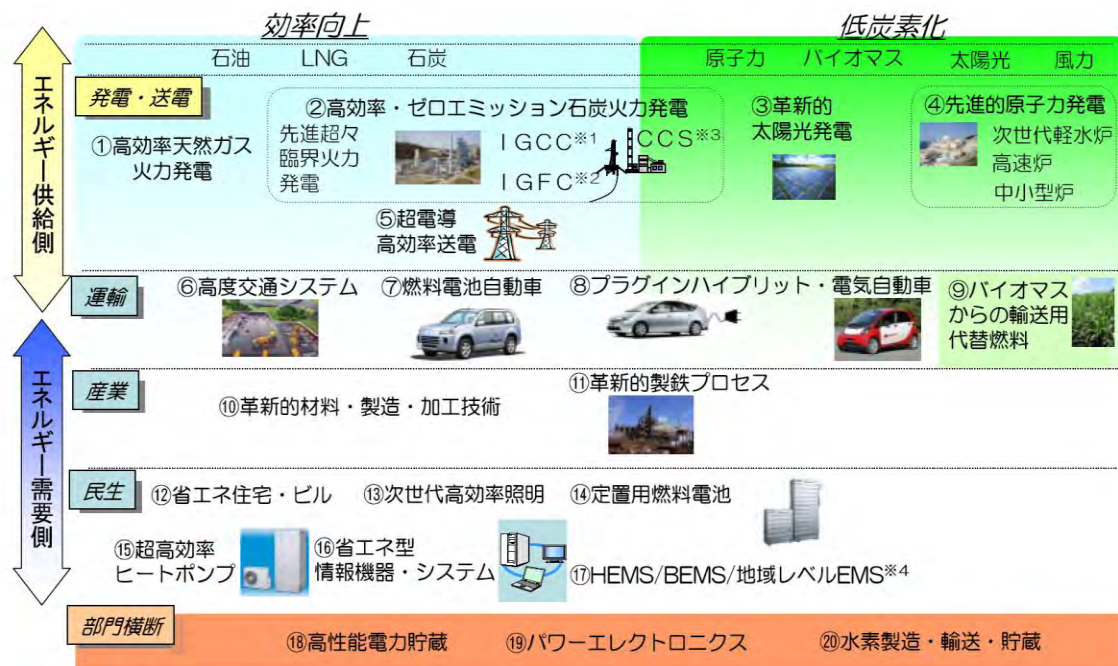 効率向上
低炭素化
石油 LNG 石炭
原子力 バイオマス 太陽光 風力
エネルギー供給側
発電・送電
①高効率天然ガス
火力発電
②高効率・ゼロエミッション石炭火力発電
先進超々
臨界火力
発電
IGCC※1
IGFC※2
CCS※3
③革新的
太陽光発電
④先進的原子力発電
次世代軽水炉
高速炉
中小型炉
⑤超電導
高効率送電
運輸
⑥高度交通システム
⑦燃料電池自動車
⑧プラグインハイブリット・電気自動車
⑨バイオマス
からの輸送用
代替燃料
エネルギー需要側
産業
⑩革新的材料・製造・加工技術
⑪革新的製鉄プロセス
民生
⑫省エネ住宅・ビル
⑬次世代高効率照明
⑭定置用燃料電池
⑮超高効率
ヒートポンプ
⑯省エネ型
情報機器・システム
⑰HEMS/BEMS/地域レベルEMS※4
部門横断
⑱高性能電力貯蔵
⑲パワーエレクトロニクス
⑳水素製造・輸送・貯蔵